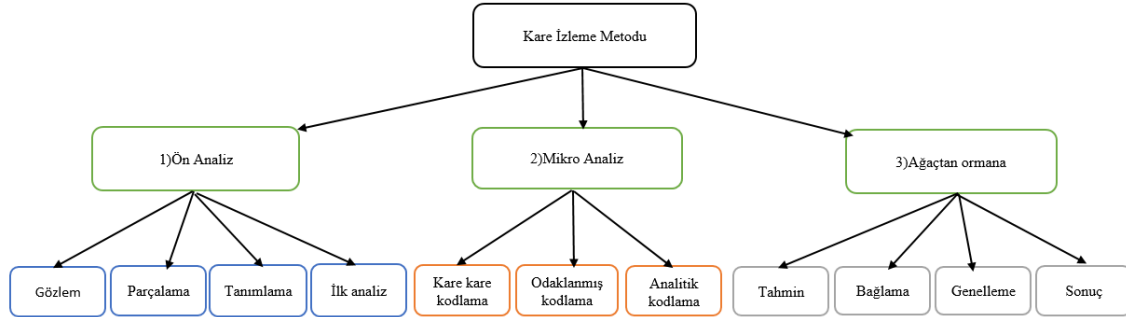 Kare İzleme Metodu
1)Ön Analiz
2)Mikro Analiz
3)Ağaçtan ormana
Gözlem
Parçalama
Tanımlama
İlk analiz
Kare kare
kodlama
Odaklanmış
kodlama
Analitik
kodlama
Tahmin
Bağlama
Genelleme
Sonuç